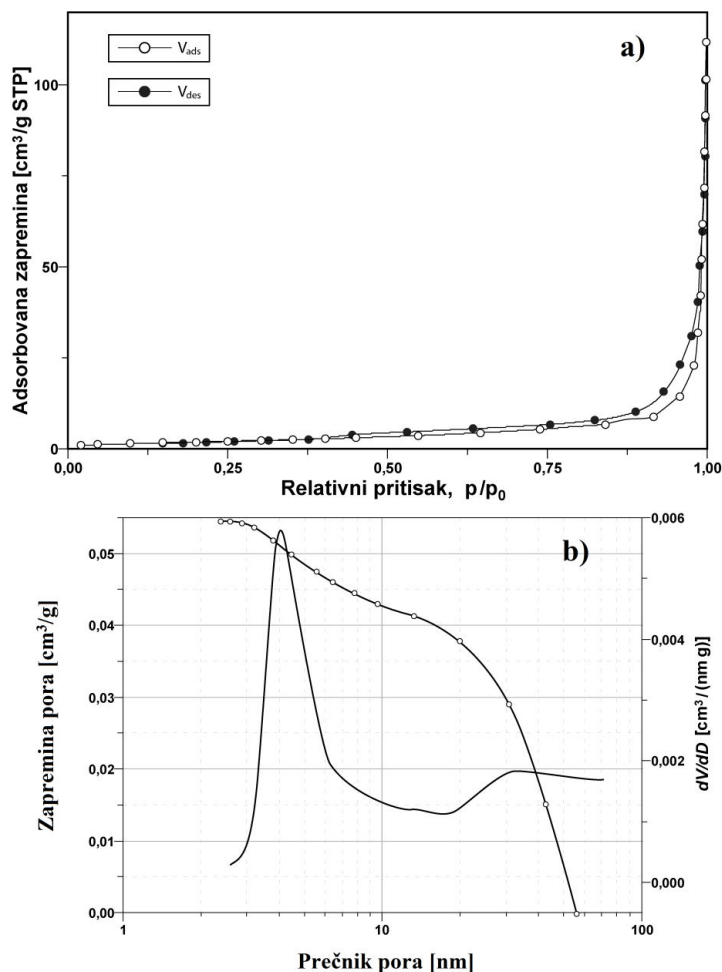 a)
V_ads
V_des
Adsorbovana zapremina [cm³/g STP]
100
50
0
0,00 0,25 0,50 0,75 1,00
Relativni pritisak, p/p₀
b)
Zapremina pora [cm³/g]
0,05
0,04
0,03
0,02
0,01
0,00
0,006
0,004
0,002
0,000
dV/dD [cm³/(nm g)]
1 10 100
Prečnik pora [nm]